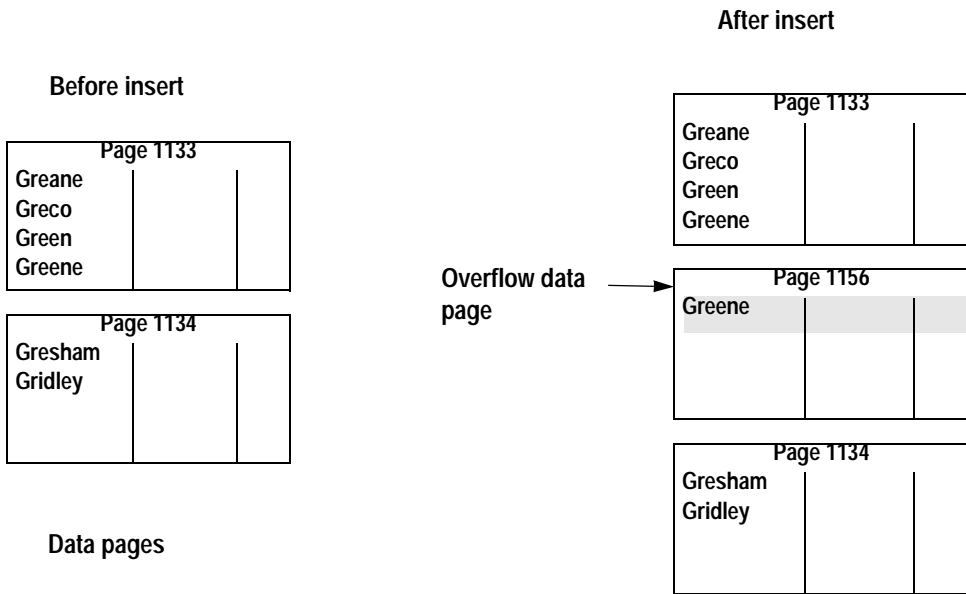 Before insert
Page 1133
Greane
Greco
Green
Greene
Page 1134
Gresham
Gridley
Data pages
After insert
Page 1133
Greane
Greco
Green
Greene
Overflow data
page
Page 1156
Greene
Page 1134
Gresham
Gridley